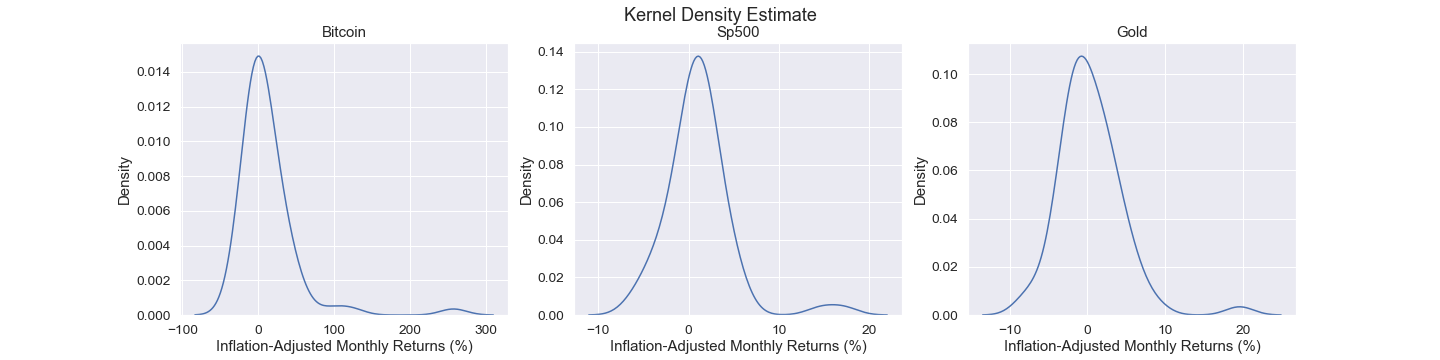 Kernel Density Estimate
Bitcoin
Density
0.014
0.012
0.010
0.008
0.006
0.004
0.002
0.000
−100 0 100 200 300
Inflation-Adjusted Monthly Returns (%)
Sp500
Density
0.14
0.12
0.10
0.08
0.06
0.04
0.02
0.00
−10 0 10 20
Inflation-Adjusted Monthly Returns (%)
Gold
Density
0.10
0.08
0.06
0.04
0.02
0.00
−10 0 10 20
Inflation-Adjusted Monthly Returns (%)